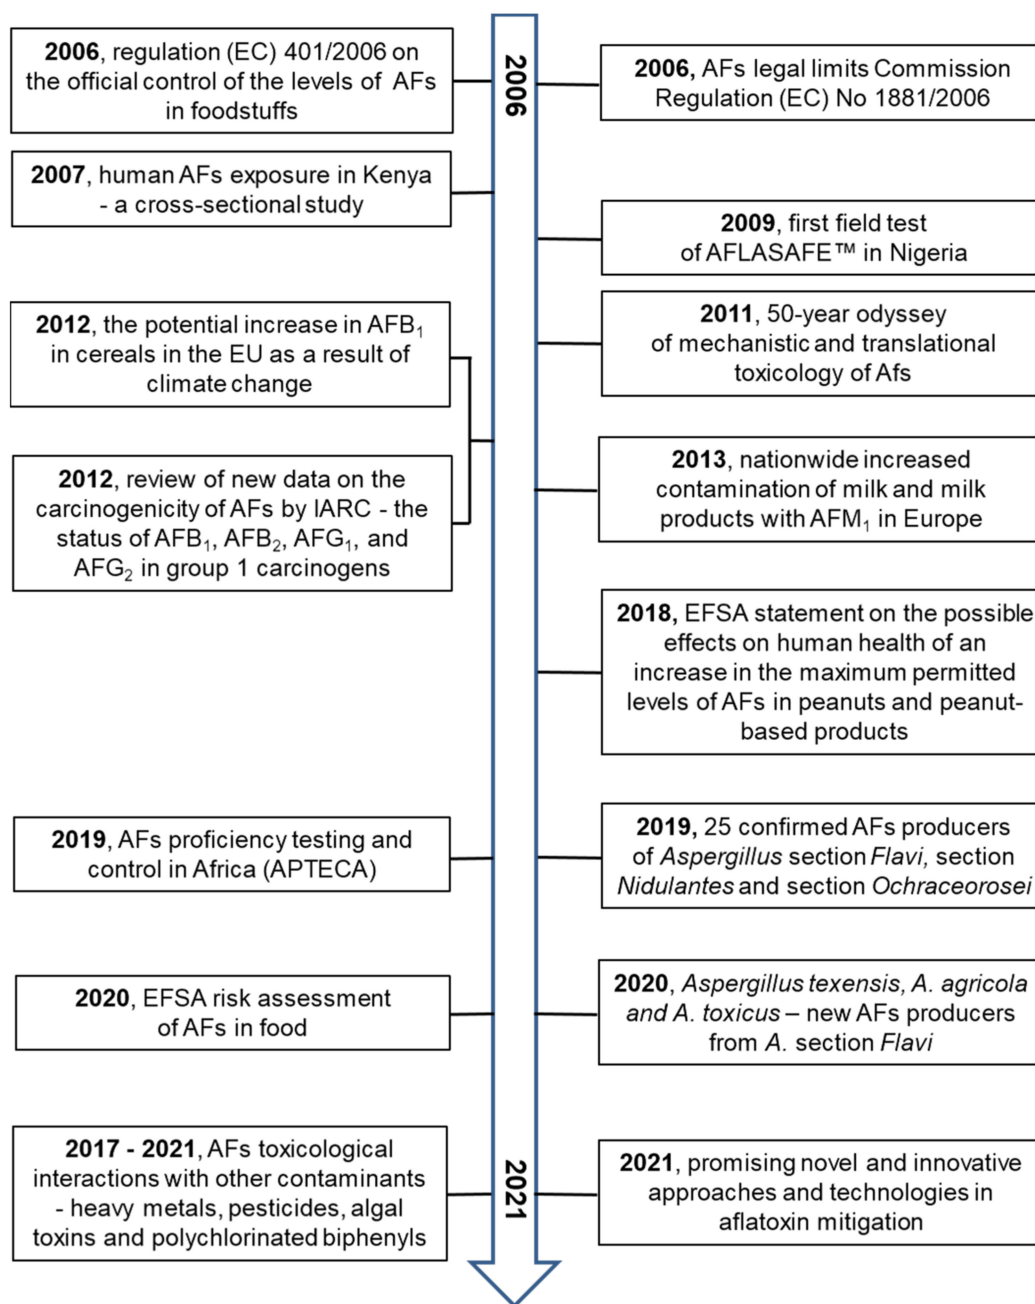 2006
2006, regulation (EC) 401/2006 on
the official control of the levels of AFs
in foodstuffs
2006, AFs legal limits Commission
Regulation (EC) No 1881/2006
2007, human AFs exposure in Kenya
- a cross-sectional study
2009, first field test
of AFLASAFE™ in Nigeria
2011, 50-year odyssey
of mechanistic and translational
toxicology of Afs
2012, the potential increase in AFB₁
in cereals in the EU as a result of
climate change
2012, review of new data on the
carcinogenicity of AFs by IARC - the
status of AFB₁, AFB₂, AFG₁, and
AFG₂ in group 1 carcinogens
2013, nationwide increased
contamination of milk and milk
products with AFM₁ in Europe
2018, EFSA statement on the possible
effects on human health of an
increase in the maximum permitted
levels of AFs in peanuts and peanut-
based products
2019, AFs proficiency testing and
control in Africa (APTECA)
2019, 25 confirmed AFs producers
of Aspergillus section Flavi, section
Nidulantes and section Ochraceorosei
2020, EFSA risk assessment
of AFs in food
2020, Aspergillus texensis, A. agricola
and A. toxicus – new AFs producers
from A. section Flavi
2017 - 2021, AFs toxicological
interactions with other contaminants
- heavy metals, pesticides, algal
toxins and polychlorinated biphenyls
2021
2021, promising novel and innovative
approaches and technologies in
aflatoxin mitigation